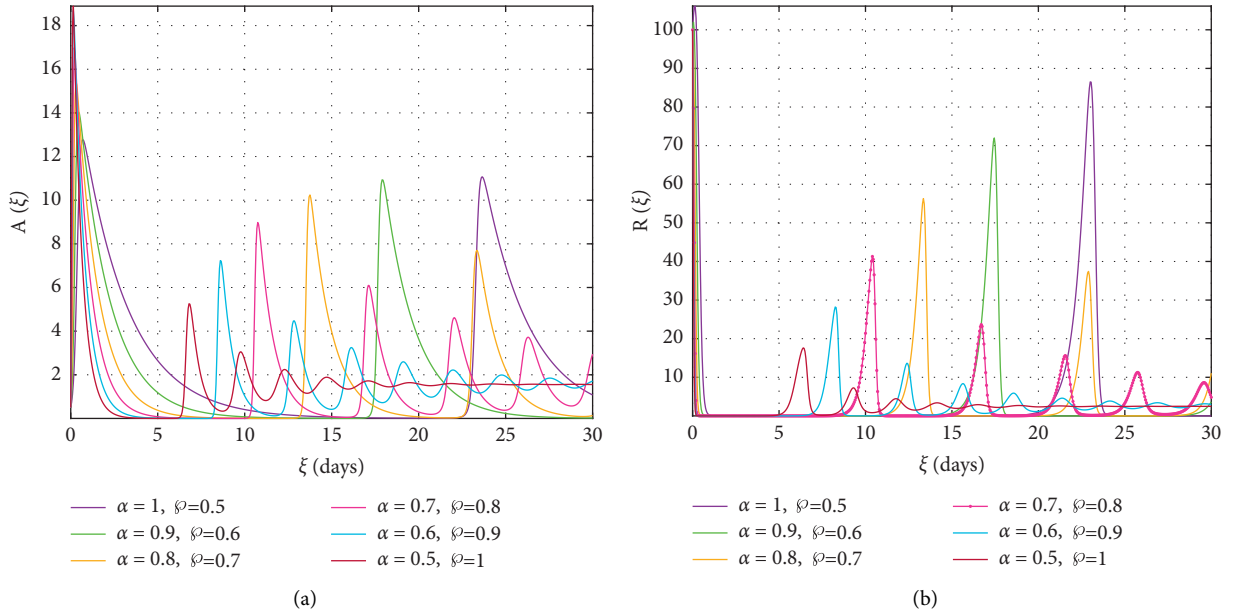 18
16
14
12
10
8
6
4
2
A (ξ)
0 5 10 15 20 25 30
ξ (days)
α = 1, ℘=0.5
α = 0.9, ℘=0.6
α = 0.8, ℘=0.7
α = 0.7, ℘=0.8
α = 0.6, ℘=0.9
α = 0.5, ℘=1
(a)
100
90
80
70
60
50
40
30
20
10
R (ξ)
0 5 10 15 20 25 30
ξ (days)
α = 1, ℘=0.5
α = 0.9, ℘=0.6
α = 0.8, ℘=0.7
α = 0.7, ℘=0.8
α = 0.6, ℘=0.9
α = 0.5, ℘=1
(b)